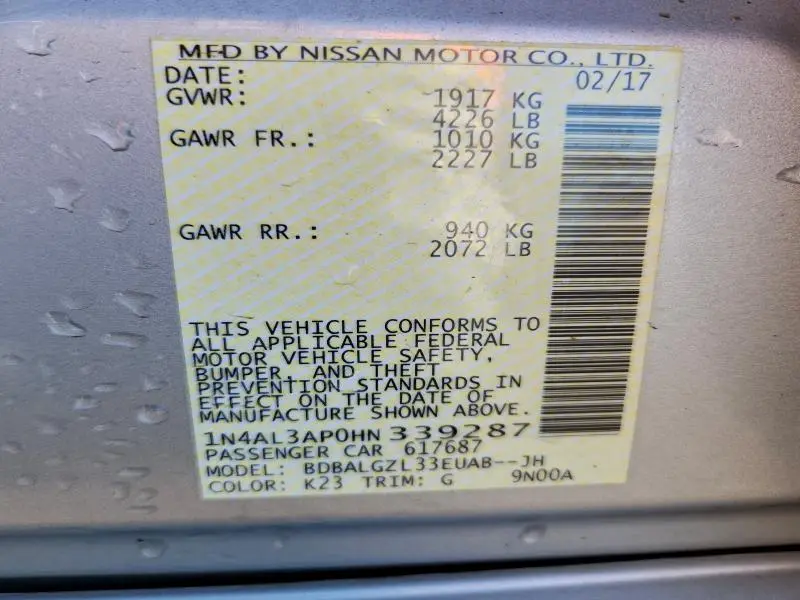 MFD BY NISSAN MOTOR CO., LTD.
DATE: 02/17
GVWR: 1917 KG
4226 LB
GAWR FR.: 1010 KG
2227 LB
GAWR RR.: 940 KG
2072 LB
THIS VEHICLE CONFORMS TO
ALL APPLICABLE FEDERAL
MOTOR VEHICLE SAFETY,
BUMPER, AND THEFT
PREVENTION STANDARDS IN
EFFECT ON THE DATE OF
MANUFACTURE SHOWN ABOVE.
1N4AL3AP0HN339287
PASSENGER CAR 617687
MODEL: BDBALGZL33EUAB--JH
COLOR: K23 TRIM: G 9N00A